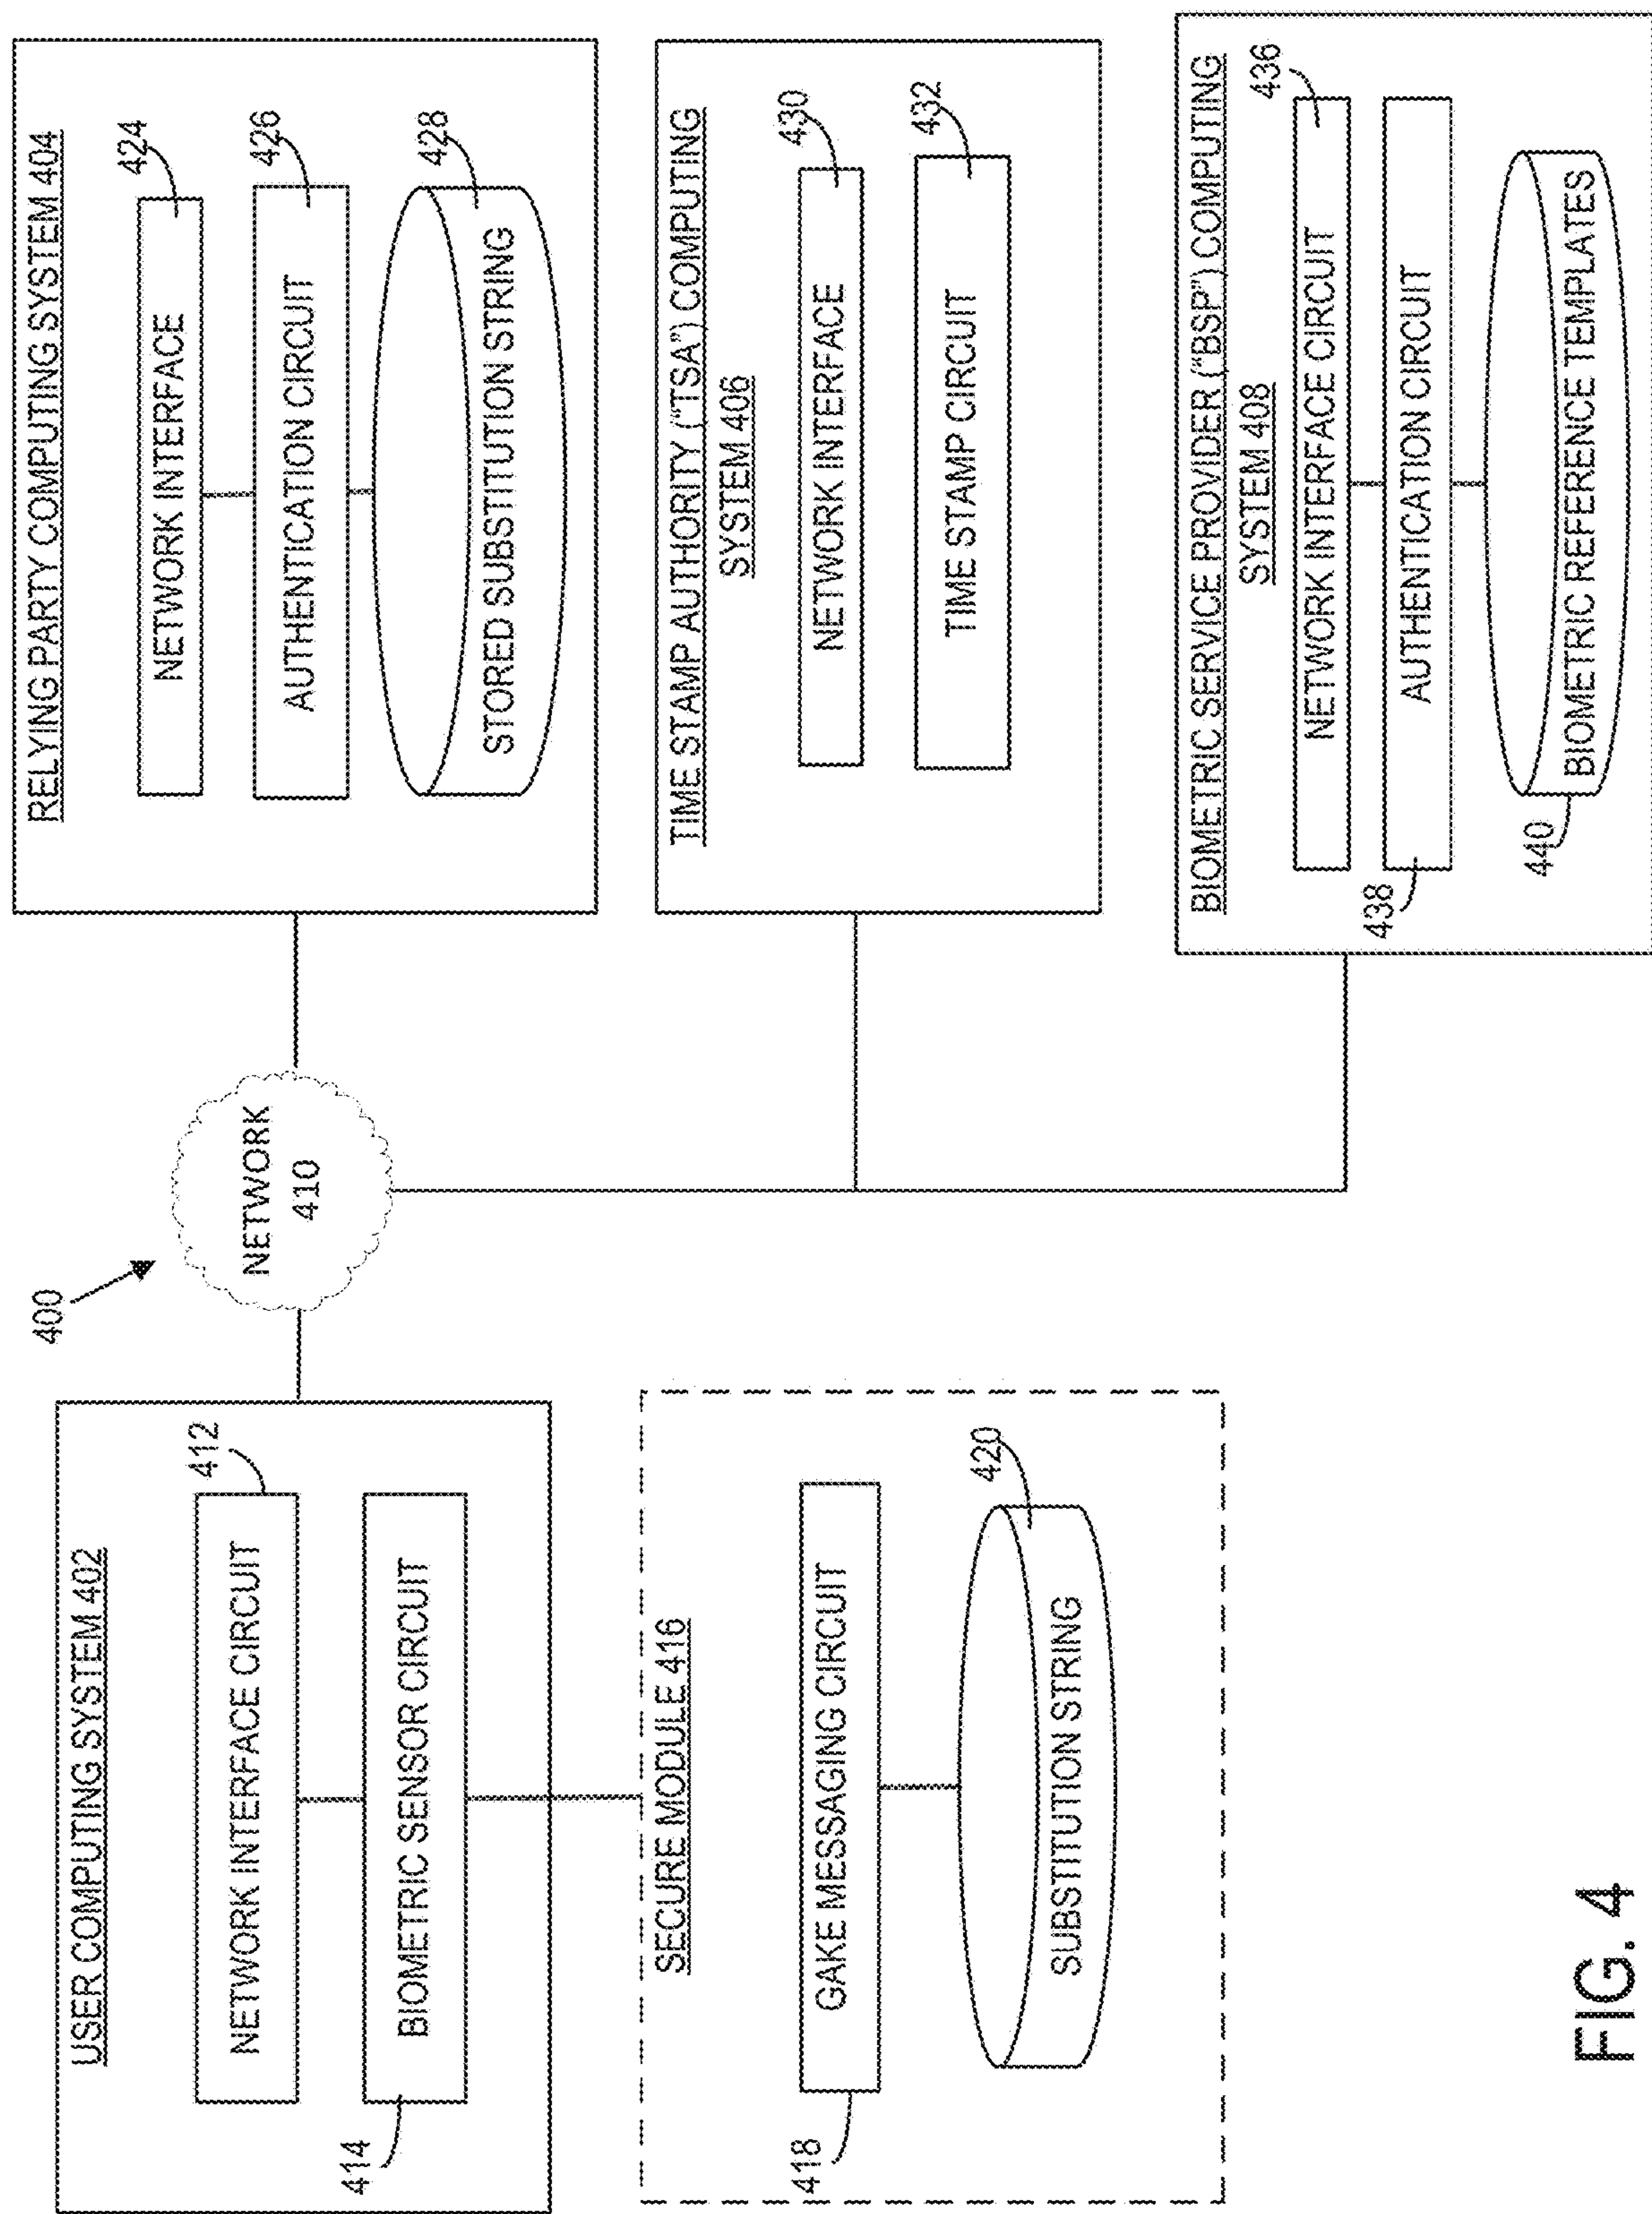 400
USER COMPUTING SYSTEM 402
412
NETWORK INTERFACE CIRCUIT
BIOMETRIC SENSOR CIRCUIT
414
SECURE MODULE 416
GAKE MESSAGING CIRCUIT
418
420
SUBSTITUTION STRING
NETWORK
410
RELYING PARTY COMPUTING SYSTEM 404
424
NETWORK INTERFACE
426
AUTHENTICATION CIRCUIT
428
STORED SUBSTITUTION STRING
TIME STAMP AUTHORITY ("TSA") COMPUTING
SYSTEM 406
430
NETWORK INTERFACE
432
TIME STAMP CIRCUIT
BIOMETRIC SERVICE PROVIDER ("BSP") COMPUTING
SYSTEM 408
436
NETWORK INTERFACE CIRCUIT
438
AUTHENTICATION CIRCUIT
440
BIOMETRIC REFERENCE TEMPLATES
FIG. 4